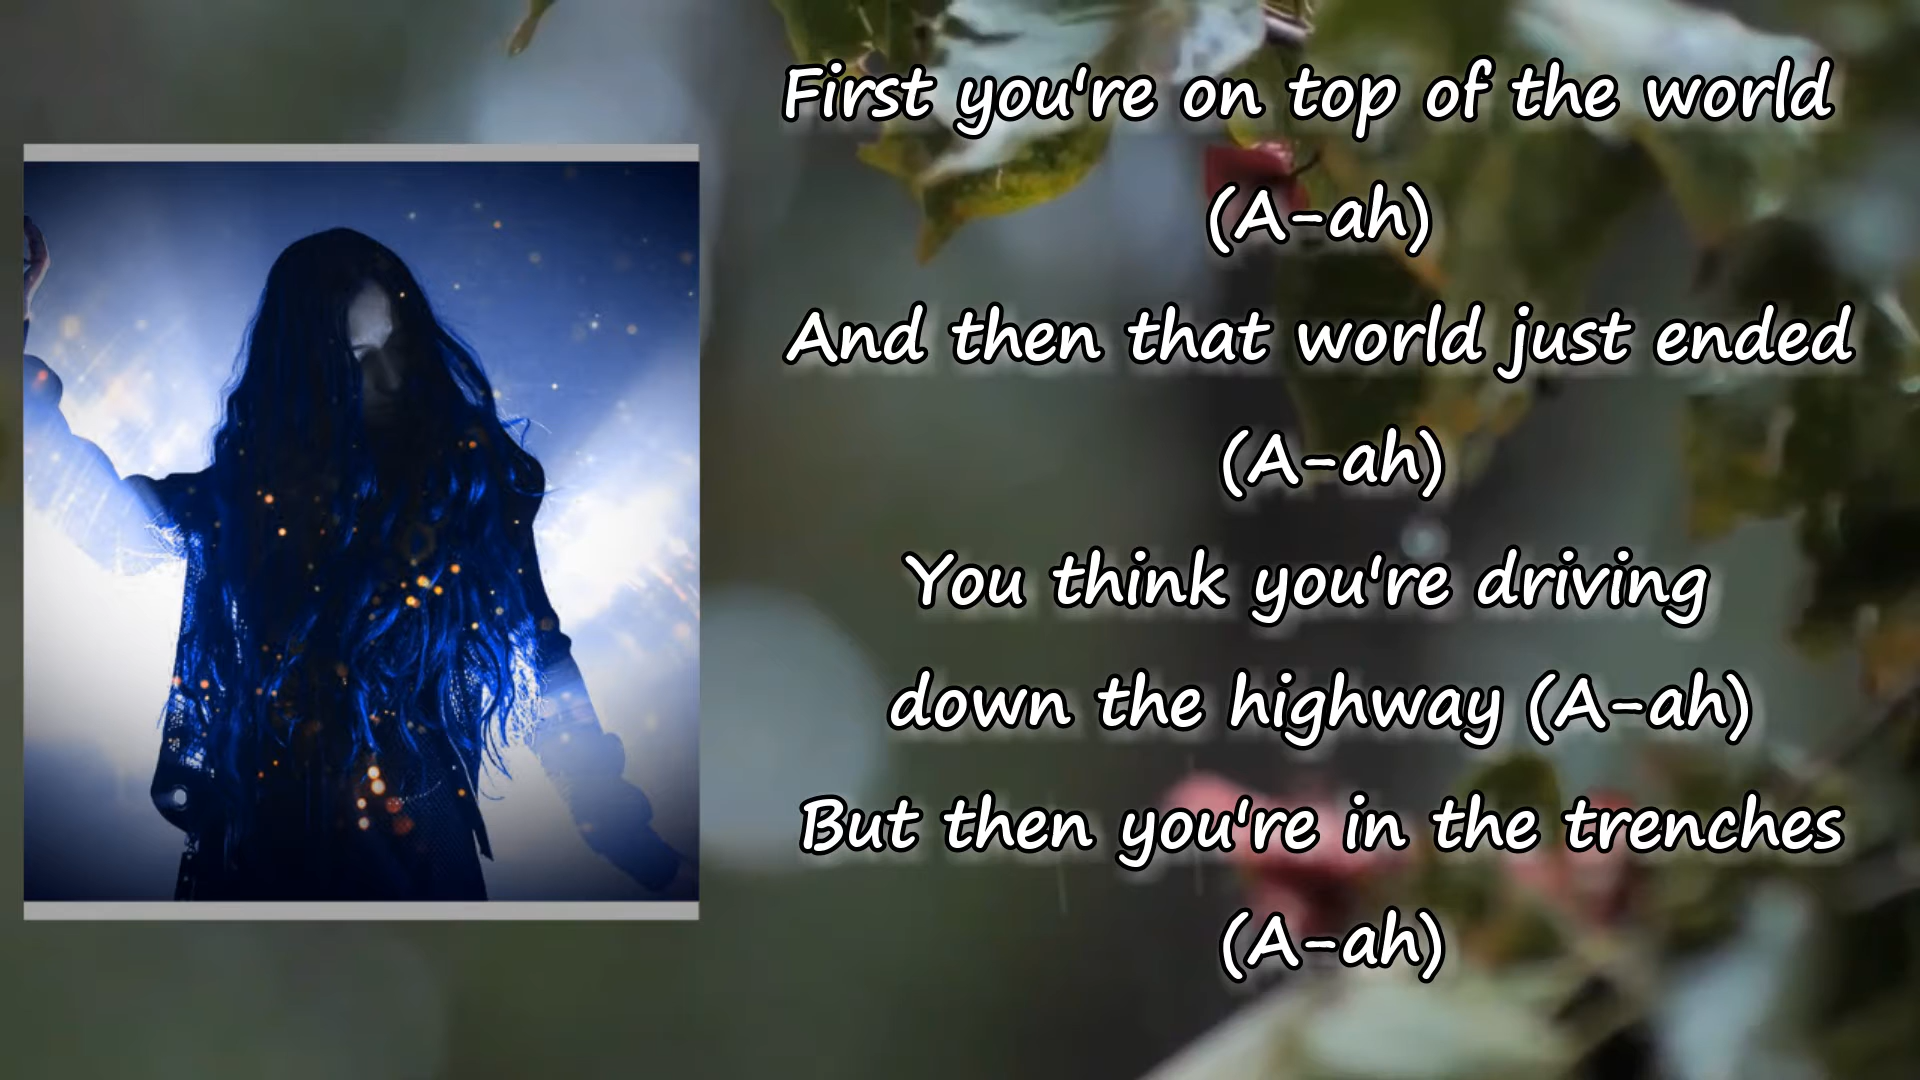 First you're on top of the world
(A-ah)
And then that world just ended
(A-ah)
You think you're driving
down the highway (A-ah)
But then you're in the trenches
(A-ah)